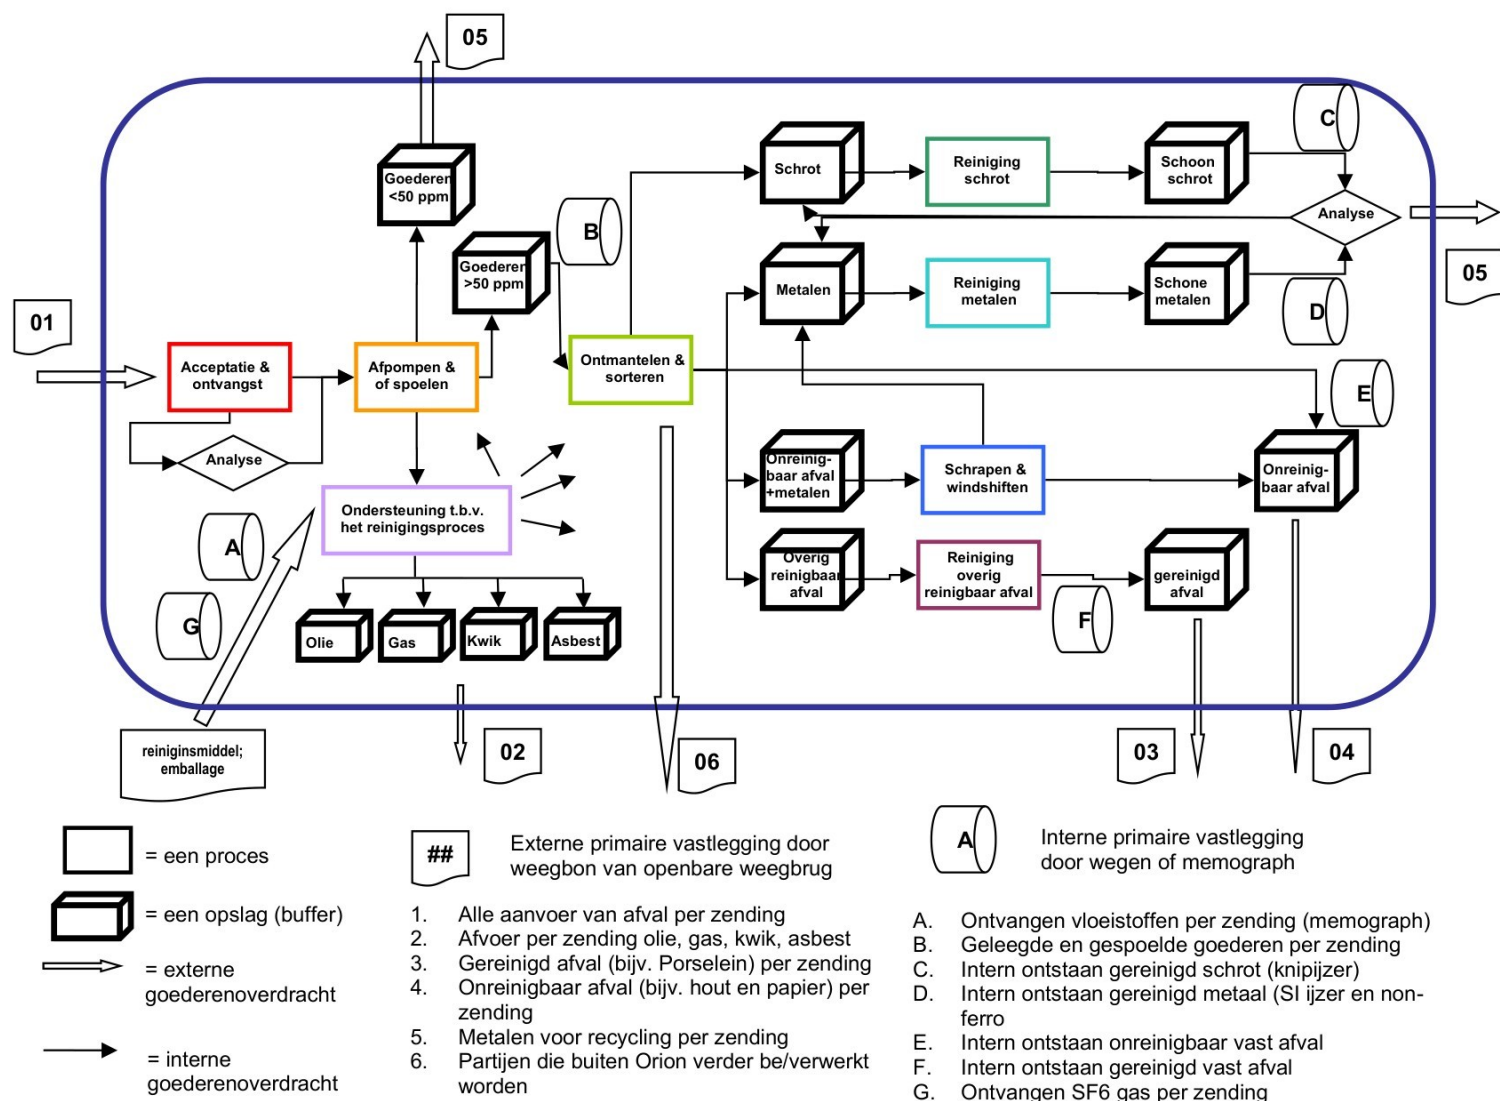 05
C
Goederen
<50 ppm
Schrot
Reiniging
schrot
Schoon
schrot
Analyse
B
Goederen
>50 ppm
Metalen
Reiniging
metalen
Schone
metalen
05
D
01
Acceptatie &
ontvangst
Afpompen &
of spoelen
Ontmantelen &
sorteren
E
Analyse
Onreinig-
baar afval
+metalen
Schrapen &
windshiften
Onreinig-
baar afval
Ondersteuning t.b.v.
het reinigingsproces
A
Overig
reinigbaar
afval
Reiniging
overig
reinigbaar afval
gereinigd
afval
G
F
Olie
Gas
Kwik
Asbest
reiniginsmiddel;
emballage
02
06
03
04
= een proces
= een opslag (buffer)
= externe
goederenoverdracht
= interne
goederenoverdracht
##
Externe primaire vastlegging door
weegbon van openbare weegbrug
1. Alle aanvoer van afval per zending
2. Afvoer per zending olie, gas, kwik, asbest
3. Gereinigd afval (bijv. Porselein) per zending
4. Onreinigbaar afval (bijv. hout en papier) per
zending
5. Metalen voor recycling per zending
6. Partijen die buiten Orion verder be/verwerkt
worden
A
Interne primaire vastlegging
door wegen of memograph
A. Ontvangen vloeistoffen per zending (memograph)
B. Geleegde en gespoelde goederen per zending
C. Intern ontstaan gereinigd schrot (knipijzer)
D. Intern ontstaan gereinigd metaal (SI ijzer en non-
ferro
E. Intern ontstaan onreinigbaar vast afval
F. Intern ontstaan gereinigd vast afval
G. Ontvangen SF6 gas per zending